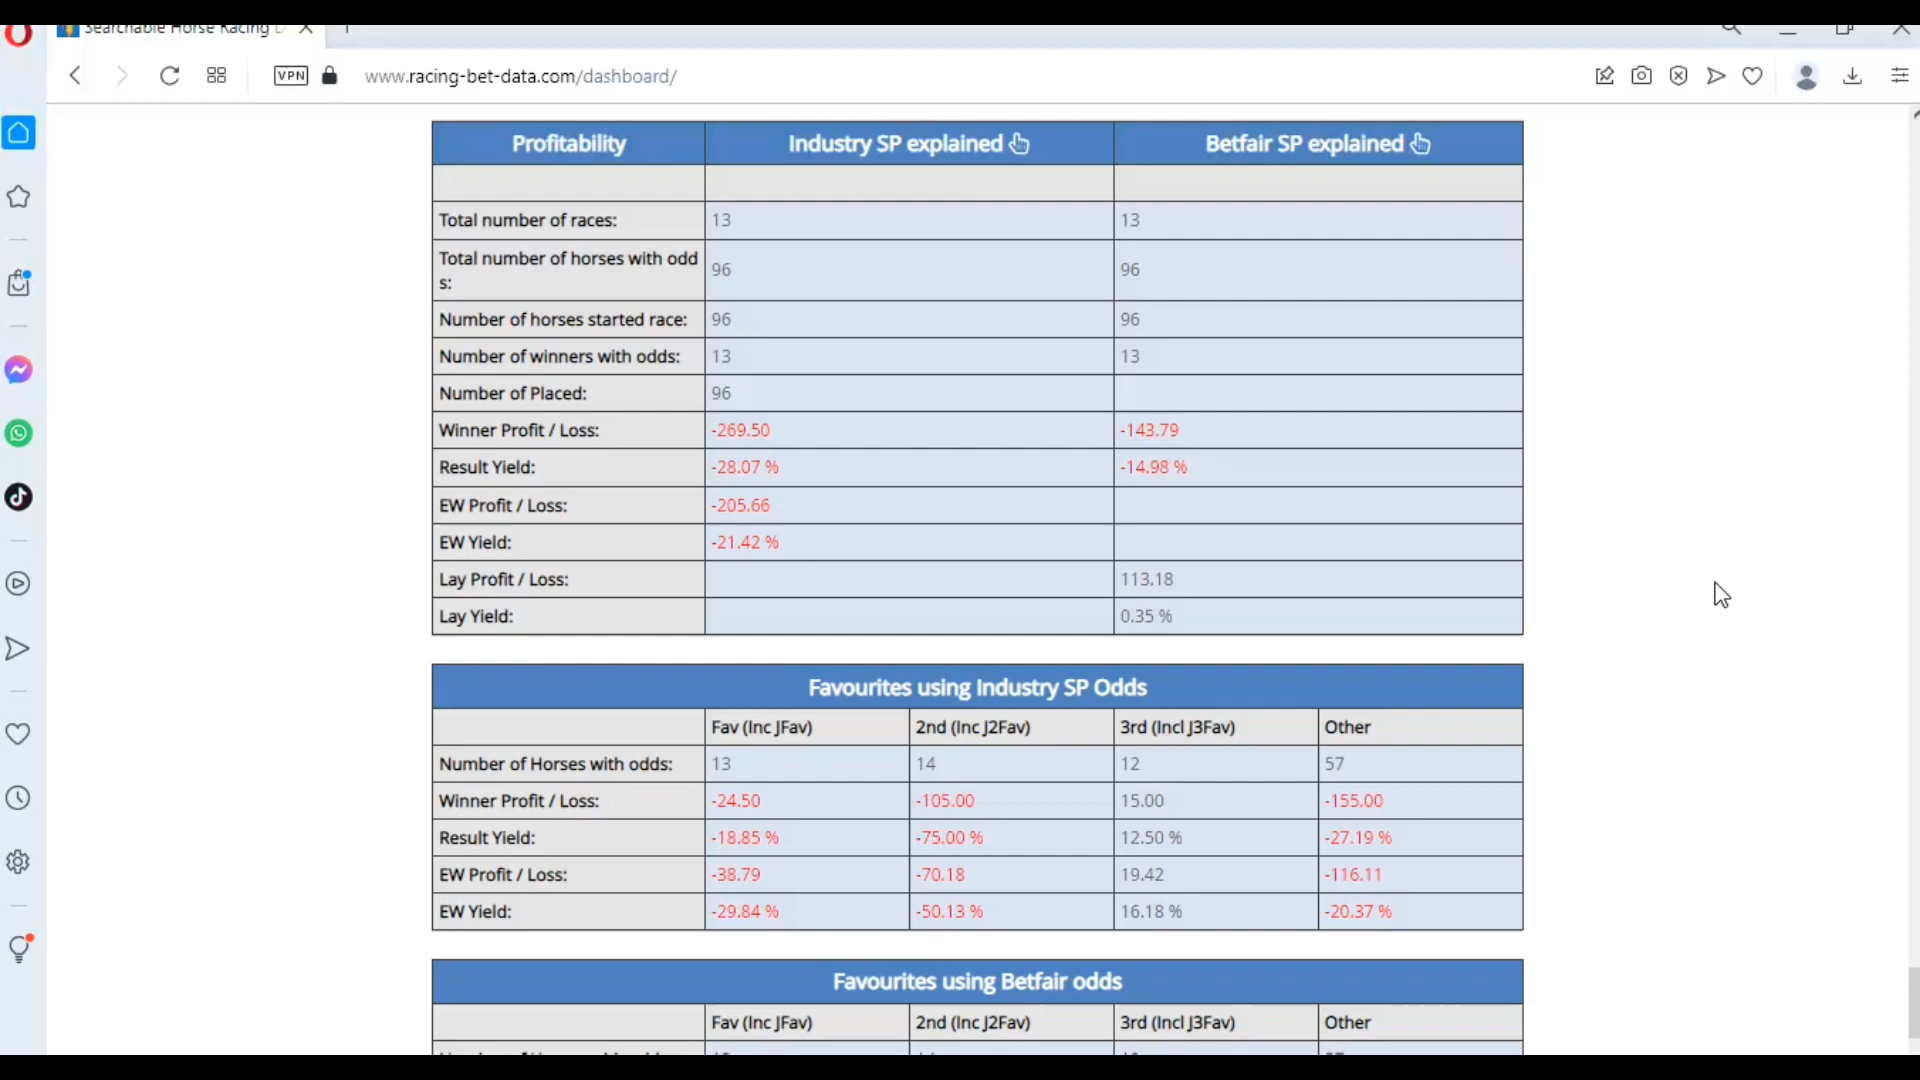 Searchable Horse Racing D
VPN
www.racing-bet-data.com/dashboard/
Profitability Industry SP explained Betfair SP explained
Total number of races: 13 13
Total number of horses with odd
s: 96 96
Number of horses started race: 96 96
Number of winners with odds: 13 13
Number of Placed: 96
Winner Profit / Loss: -269.50 -143.79
Result Yield: -28.07 % -14.98 %
EW Profit / Loss: -205.66
EW Yield: -21.42 %
Lay Profit / Loss: 113.18
Lay Yield: 0.35 %
Favourites using Industry SP Odds
Fav (Inc JFav) 2nd (Inc J2Fav) 3rd (Incl J3Fav) Other
Number of Horses with odds: 13 14 12 57
Winner Profit / Loss: -24.50 -105.00 15.00 -155.00
Result Yield: -18.85 % -75.00 % 12.50 % -27.19 %
EW Profit / Loss: -38.79 -70.18 19.42 -116.11
EW Yield: -29.84 % -50.13 % 16.18 % -20.37 %
Favourites using Betfair odds
Fav (Inc JFav) 2nd (Inc J2Fav) 3rd (Incl J3Fav) Other